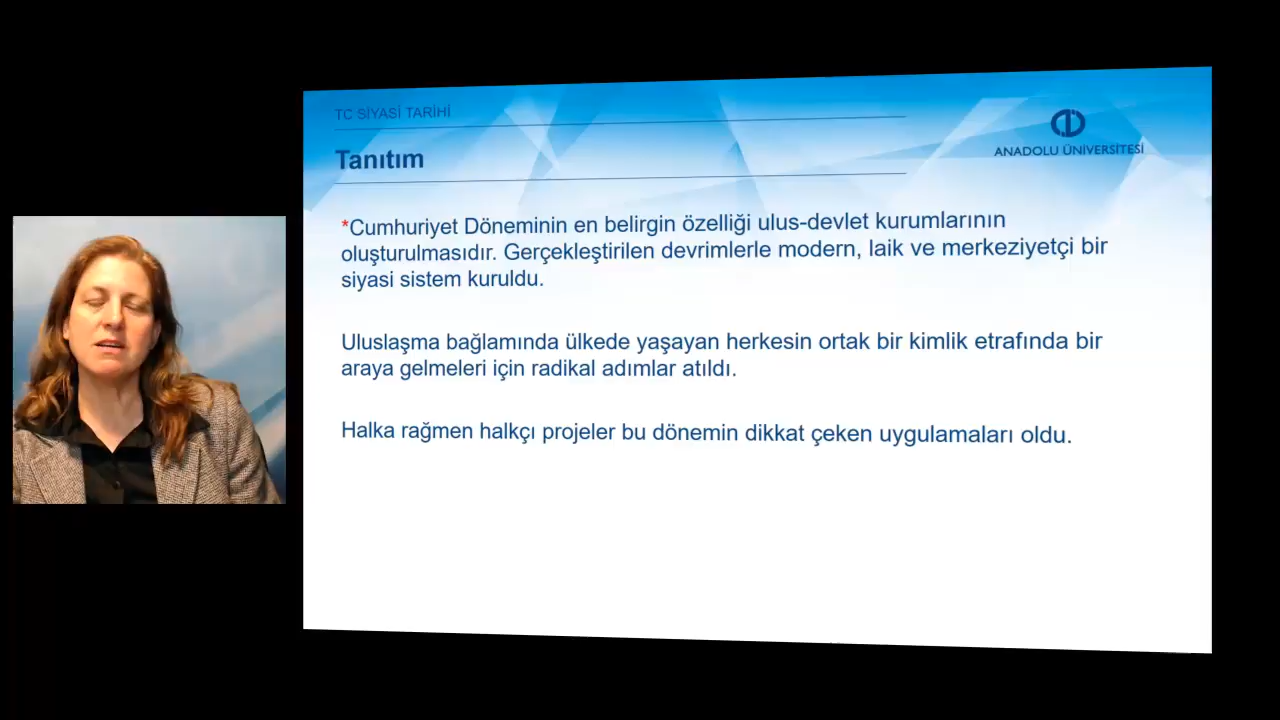 TC SİYASİ TARİHİ
Tanıtım
ANADOLU ÜNİVERSİTESİ
*Cumhuriyet Döneminin en belirgin özelliği ulus-devlet kurumlarının
oluşturulmasıdır. Gerçekleştirilen devrimlerle modern, laik ve merkeziyetçi bir
siyasi sistem kuruldu.
Uluslaşma bağlamında ülkede yaşayan herkesin ortak bir kimlik etrafında bir
araya gelmeleri için radikal adımlar atıldı.
Halka rağmen halkçı projeler bu dönemin dikkat çeken uygulamaları oldu.